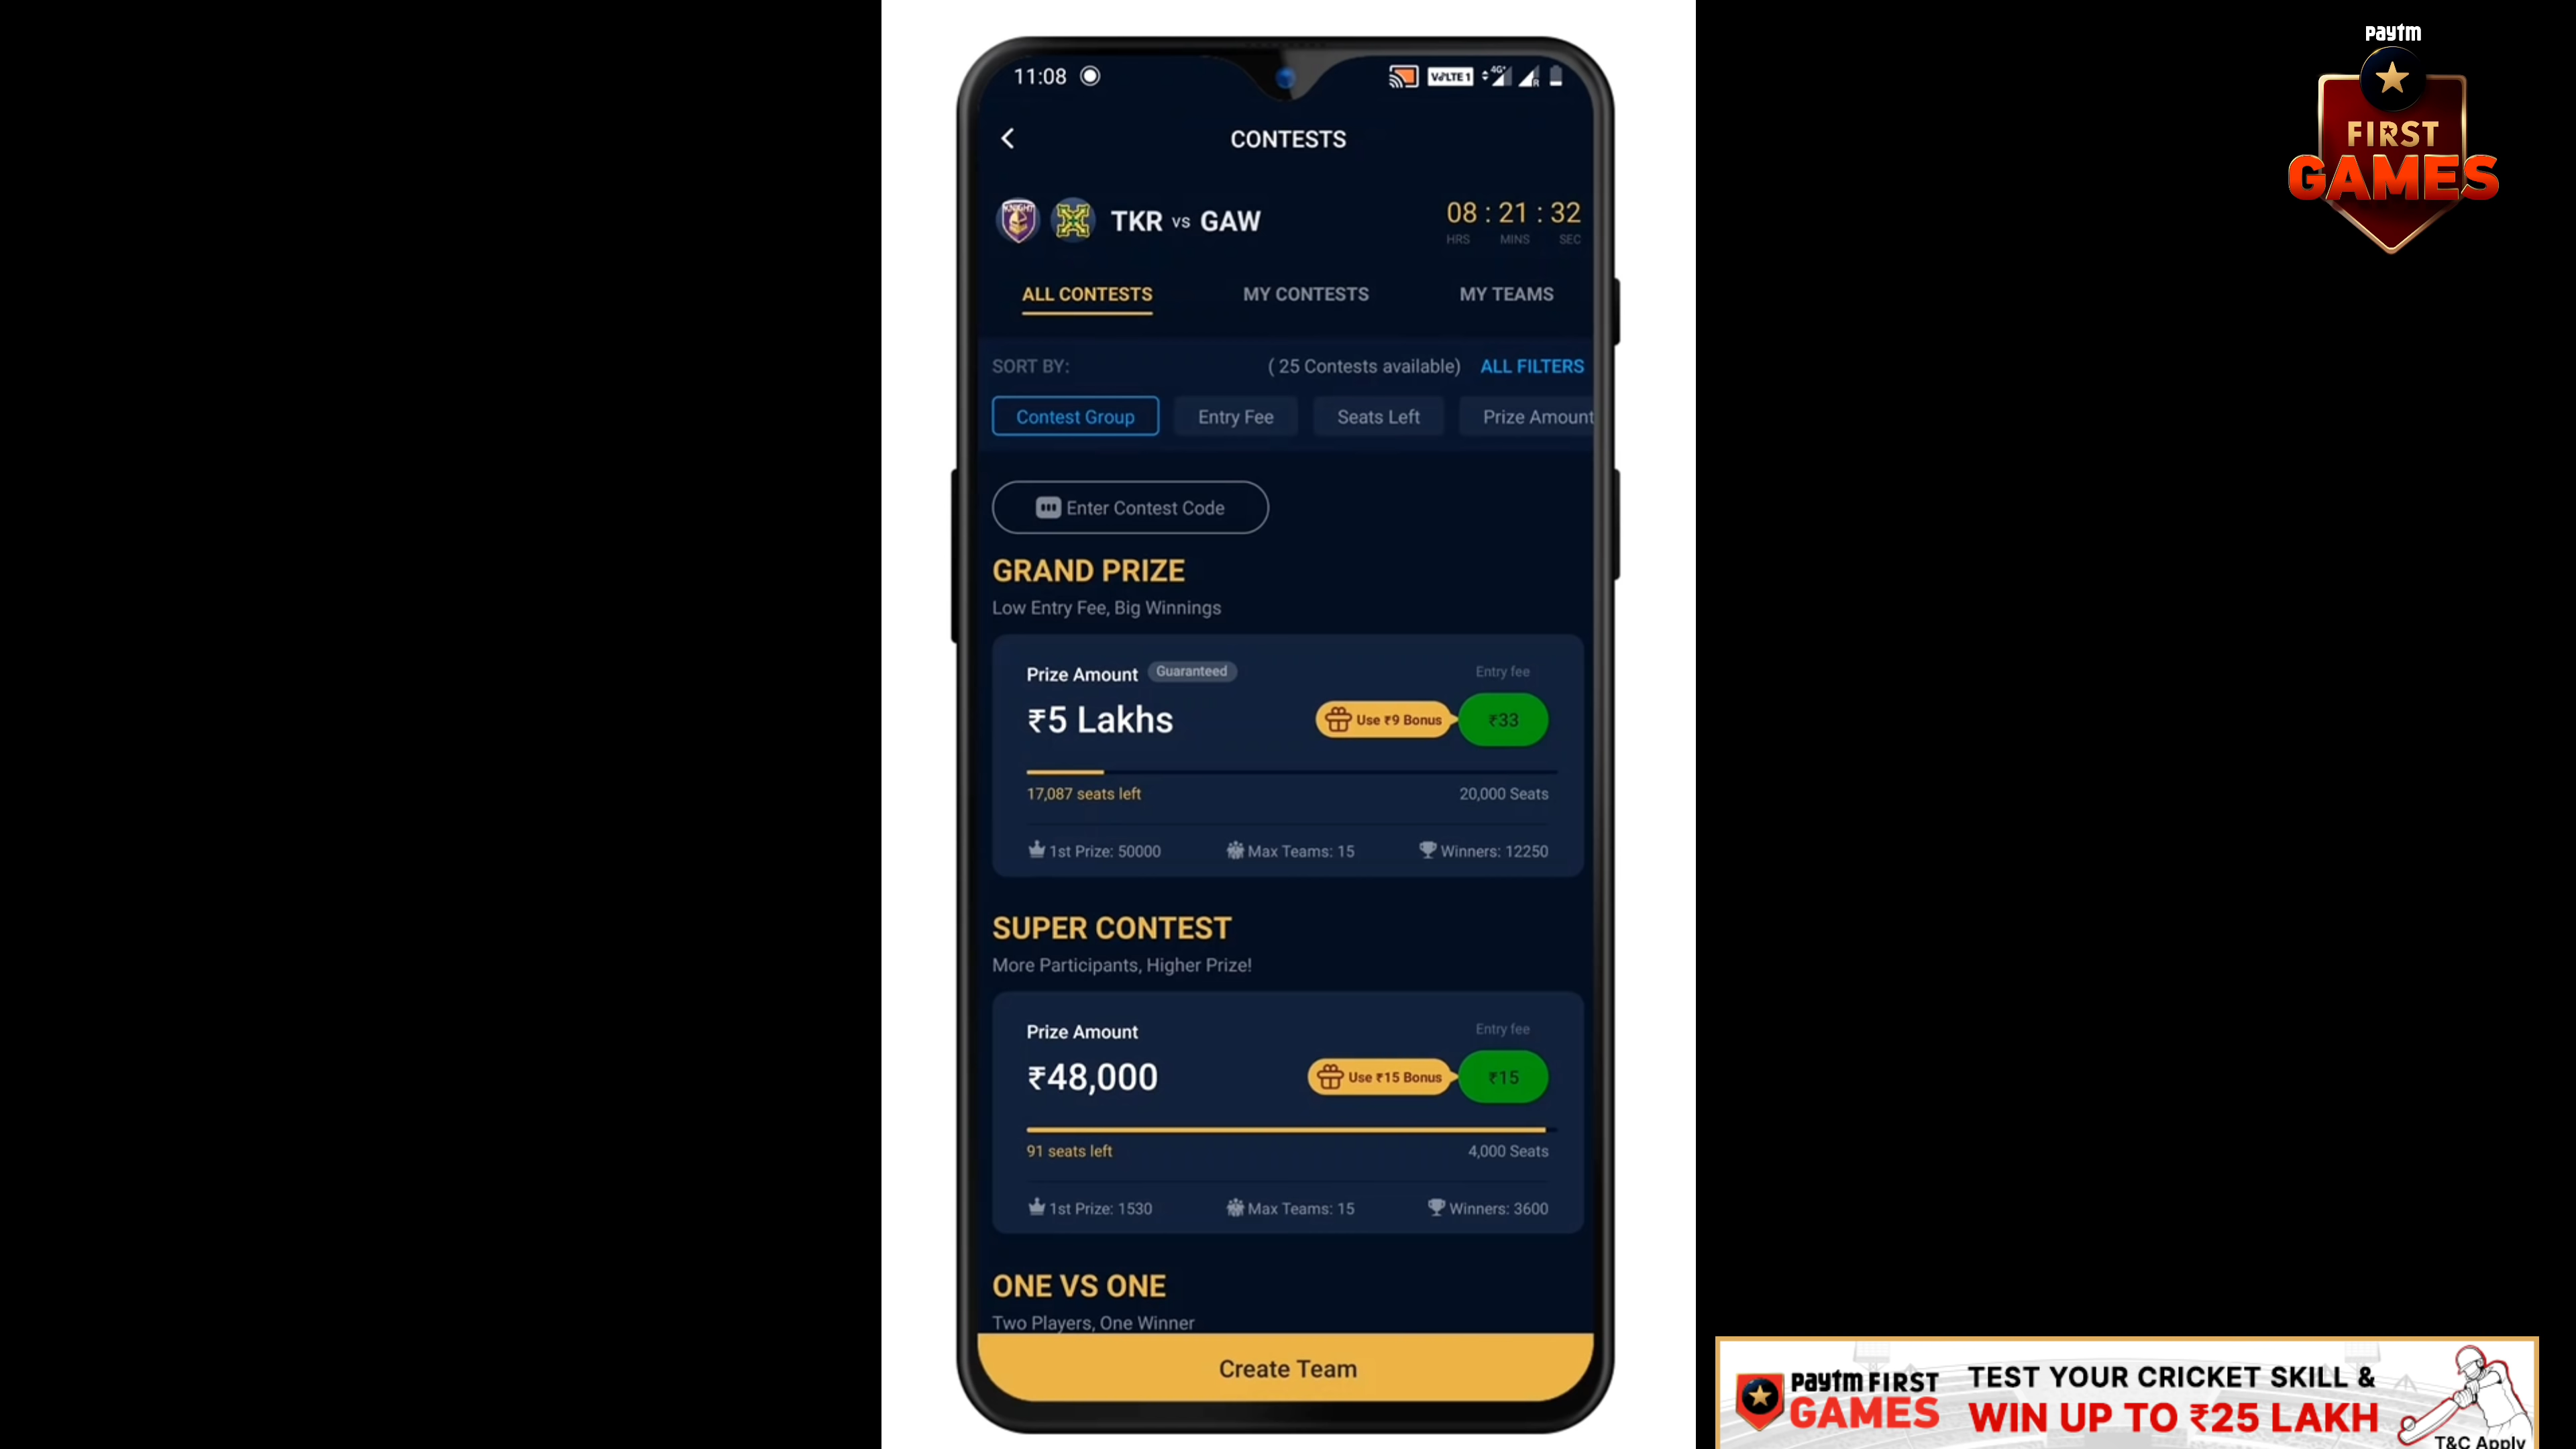 paytm
FIRST
GAMES
11:08
VoLTE 1
4G+
R
CONTESTS
KNIGHT
TKR vs GAW
08 : 21 : 32
HRS MINS SEC
ALL CONTESTS MY CONTESTS MY TEAMS
SORT BY: ( 25 Contests available) ALL FILTERS
Contest Group Entry Fee Seats Left Prize Amount
Enter Contest Code
GRAND PRIZE
Low Entry Fee, Big Winnings
Prize Amount Guaranteed Entry fee
₹5 Lakhs Use ₹9 Bonus ₹33
17,087 seats left 20,000 Seats
1st Prize: 50000 Max Teams: 15 Winners: 12250
SUPER CONTEST
More Participants, Higher Prize!
Prize Amount Entry fee
₹48,000 Use ₹15 Bonus ₹15
91 seats left 4,000 Seats
1st Prize: 1530 Max Teams: 15 Winners: 3600
ONE VS ONE
Two Players, One Winner
Create Team
paytm FIRST
GAMES
TEST YOUR CRICKET SKILL &
WIN UP TO ₹25 LAKH
T&C Apply